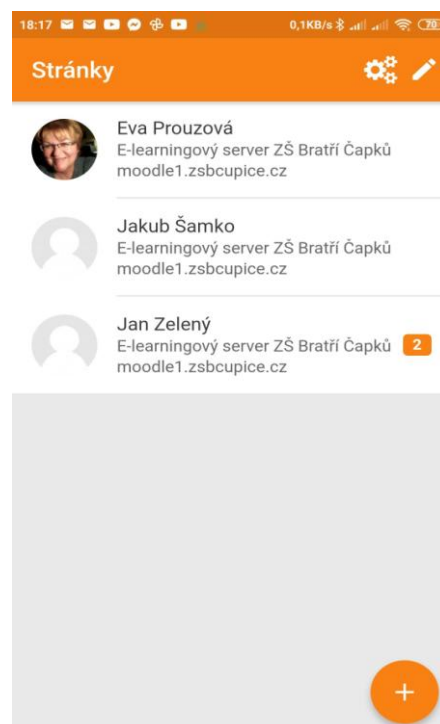 18:17 0,1KB/s 70
Stránky
Eva Prouzová
E-learningový server ZŠ Bratří Čapků
moodle1.zsbcupice.cz
Jakub Šamko
E-learningový server ZŠ Bratří Čapků
moodle1.zsbcupice.cz
Jan Zelený
E-learningový server ZŠ Bratří Čapků 2
moodle1.zsbcupice.cz
+